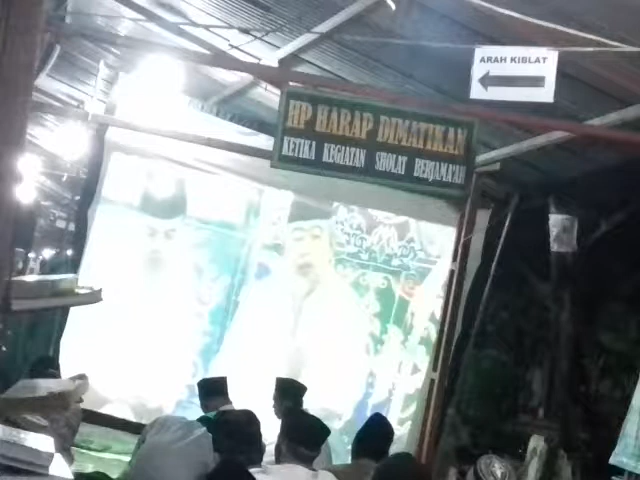 ARAH KIBLAT
HP HARAP DIMATIKAN
KETIKA KEGIATAN SHOLAT BERJAMA'AH